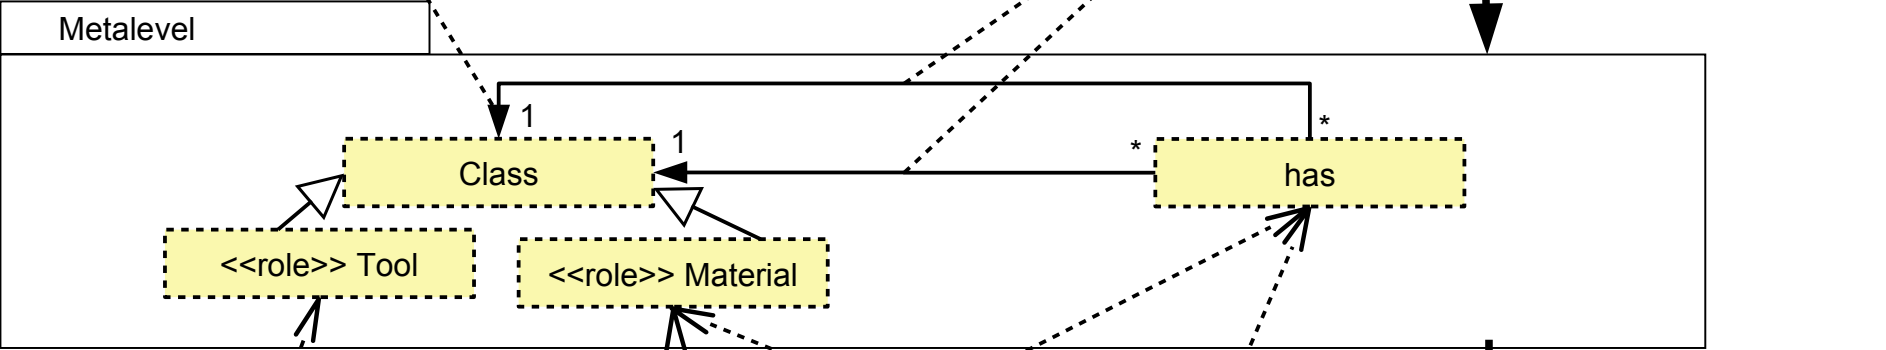 Metalevel
1
*
1
*
Class
has
<<role>> Tool
<<role>> Material